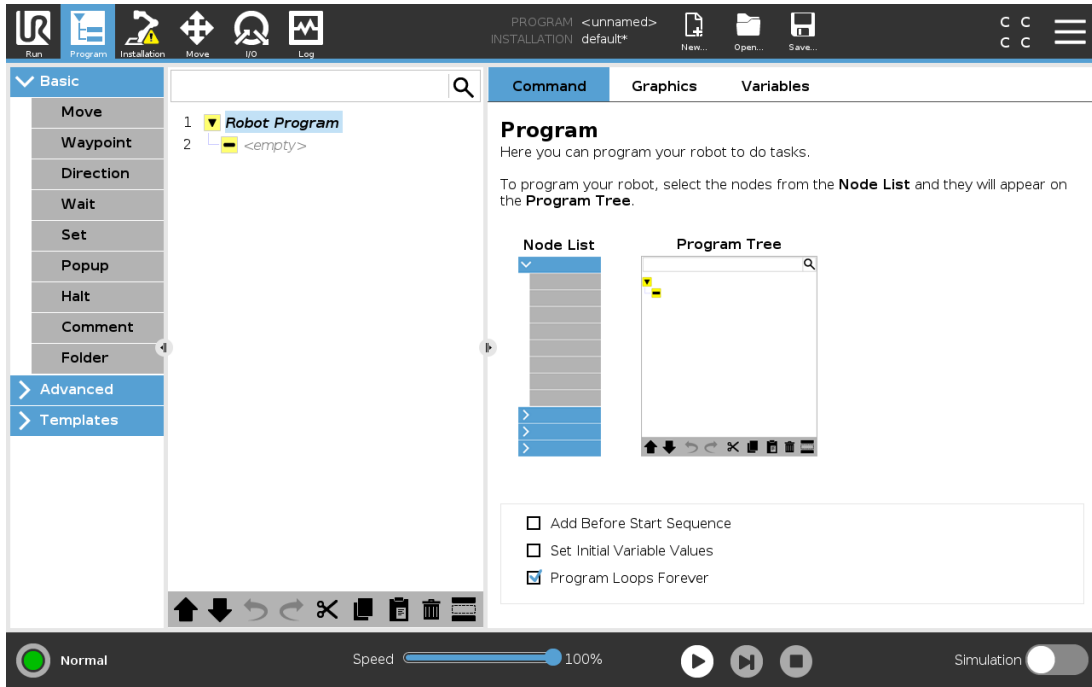 PROGRAM <unnamed>
INSTALLATION default*
C C
C C
UR
Run
Program
Installation
Move
I/O
Log
New...
Open...
Save...
Basic
Move
Waypoint
Direction
Wait
Set
Popup
Halt
Comment
Folder
Advanced
Templates
1 Robot Program
2 <empty>
Command Graphics Variables
Program
Here you can program your robot to do tasks.
To program your robot, select the nodes from the Node List and they will appear on
the Program Tree.
Node List
Program Tree
Add Before Start Sequence
Set Initial Variable Values
Program Loops Forever
Normal
Speed 100%
Simulation